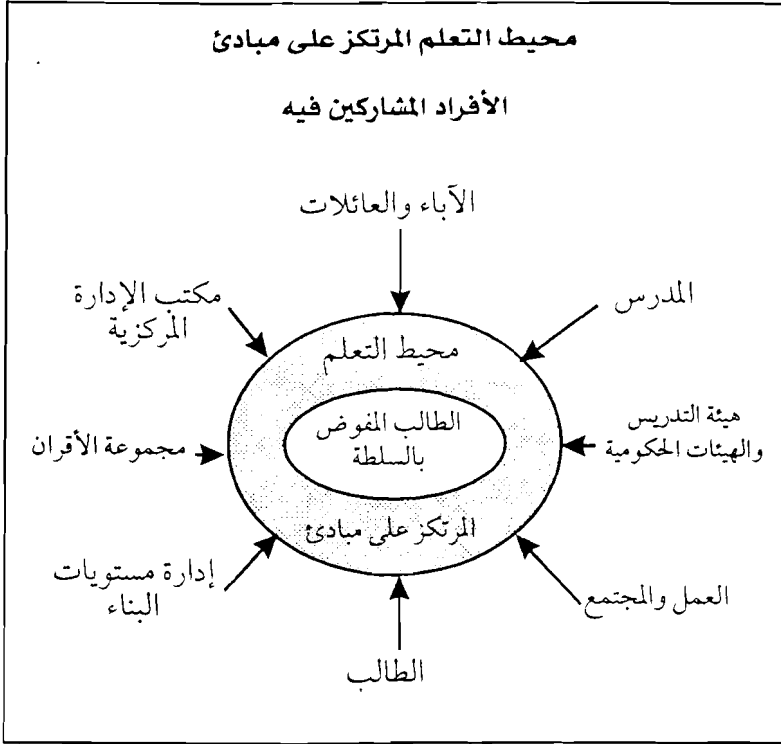 محيط التعلم المرتكز على مبادئ
الأفراد المشاركين فيه
الآباء والعائلات
المدرس
مكتب الإدارة
المركزية
محيط التعلم
هيئة التدريس
والهيئات الحكومية
الطالب المفوض
بالسلطة
مجموعة الأقران
المرتكز على مبادئ
العمل والمجتمع
إدارة مستويات
البناء
الطالب